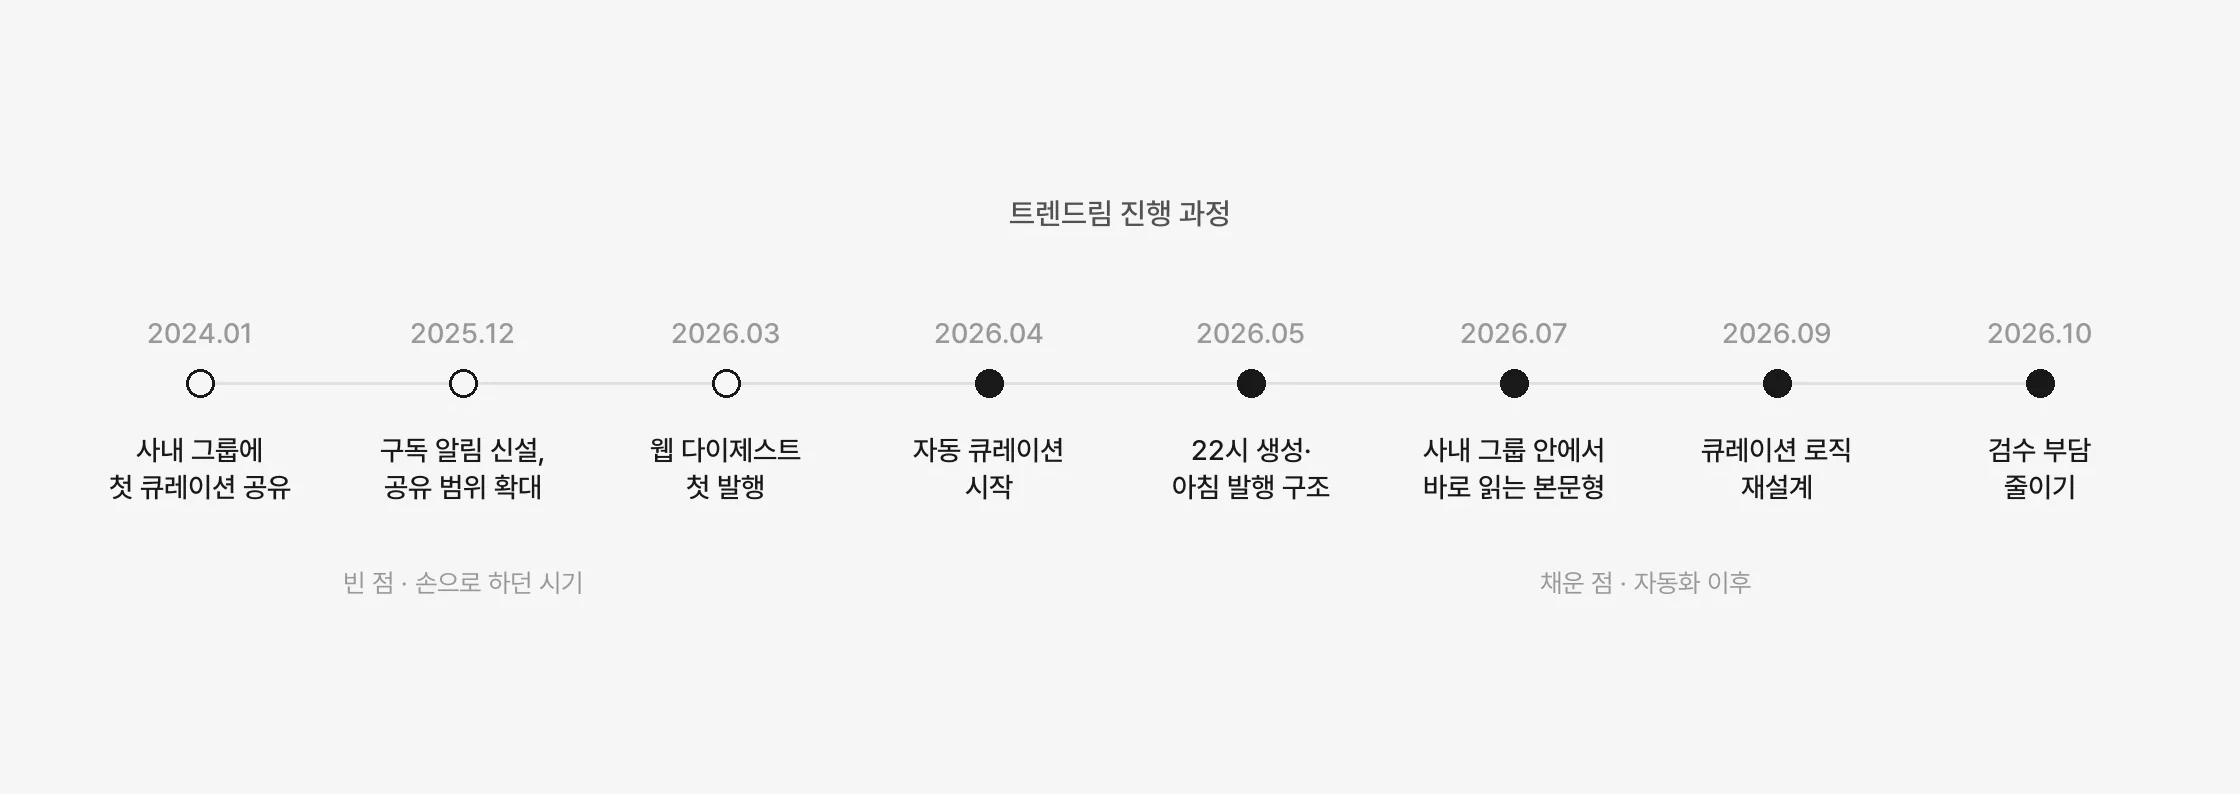 트렌드림 진행 과정
2024.01
2025.12
2026.03
2026.04
2026.05
2026.07
2026.09
2026.10
사내 그룹에
첫 큐레이션 공유
구독 알림 신설,
공유 범위 확대
웹 다이제스트
첫 발행
자동 큐레이션
시작
22시 생성·
아침 발행 구조
사내 그룹 안에서
바로 읽는 본문형
큐레이션 로직
재설계
검수 부담
줄이기
빈 점 · 손으로 하던 시기
채운 점 · 자동화 이후